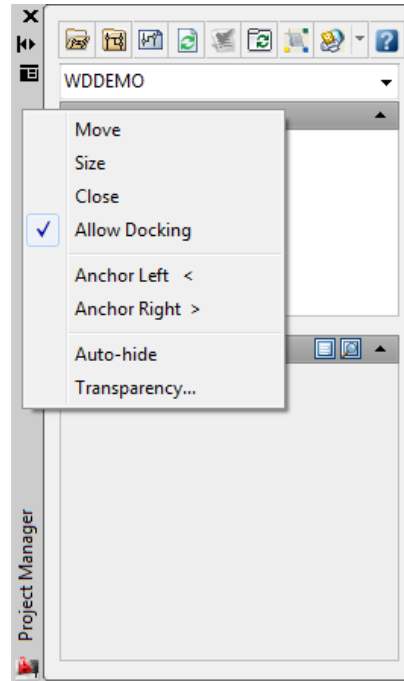 WDDEMO
Move
Size
Close
Allow Docking
Anchor Left <
Anchor Right >
Auto-hide
Transparency...
Project Manager